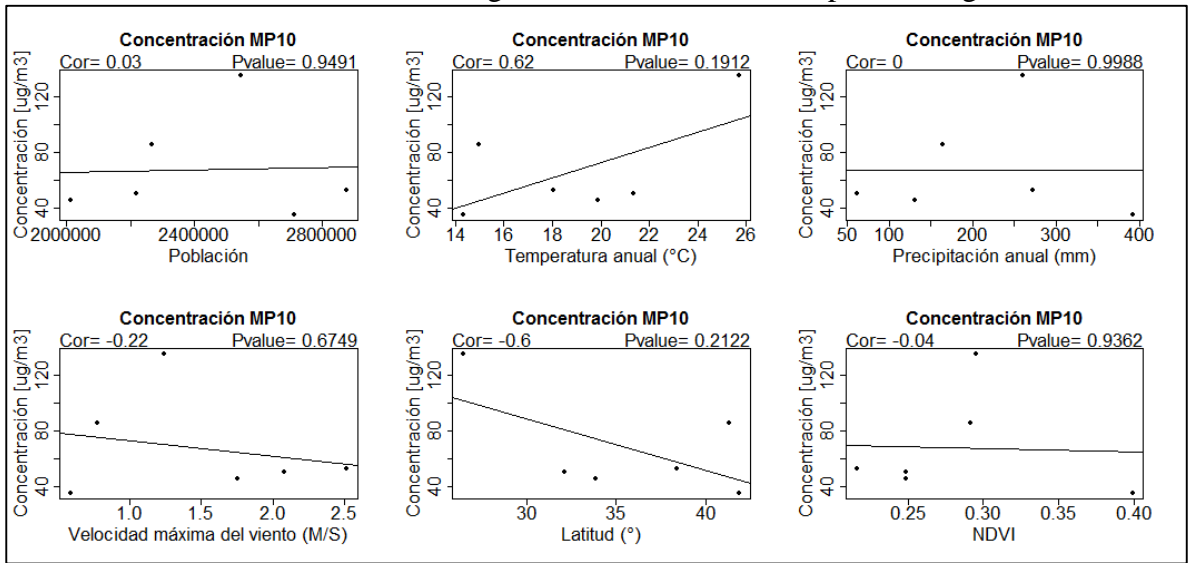 Concentración MP10
Cor= 0.03 Pvalue= 0.9491
Concentración [ug/m3]
40 80 120
2000000 2400000 2800000
Población
Concentración MP10
Cor= 0.62 Pvalue= 0.1912
Concentración [ug/m3]
40 80 120
14 16 18 20 22 24 26
Temperatura anual (°C)
Concentración MP10
Cor= 0 Pvalue= 0.9988
Concentración [ug/m3]
40 80 120
50 100 200 300 400
Precipitación anual (mm)
Concentración MP10
Cor= -0.22 Pvalue= 0.6749
Concentración [ug/m3]
40 80 120
1.0 1.5 2.0 2.5
Velocidad máxima del viento (M/S)
Concentración MP10
Cor= -0.6 Pvalue= 0.2122
Concentración [ug/m3]
40 80 120
30 35 40
Latitud (°)
Concentración MP10
Cor= -0.04 Pvalue= 0.9362
Concentración [ug/m3]
40 80 120
0.25 0.30 0.35 0.40
NDVI